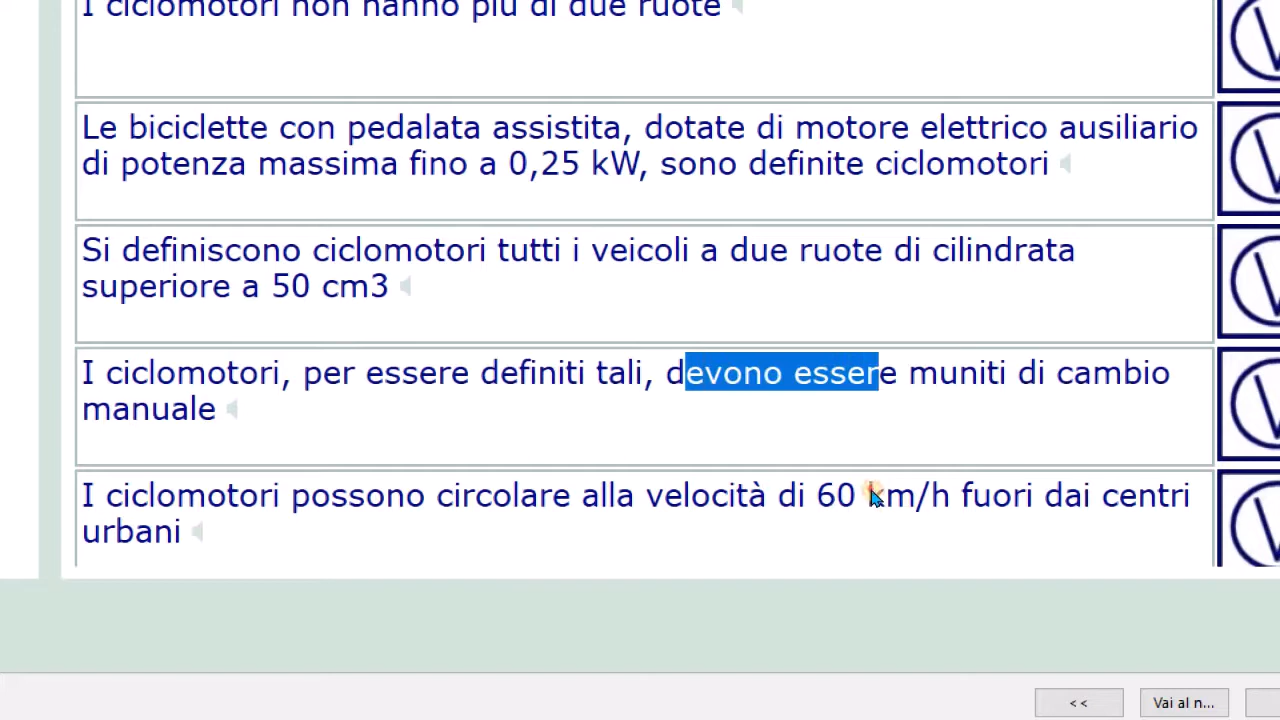 I ciclomotori non hanno più di due ruote
Le biciclette con pedalata assistita, dotate di motore elettrico ausiliario
di potenza massima fino a 0,25 kW, sono definite ciclomotori
Si definiscono ciclomotori tutti i veicoli a due ruote di cilindrata
superiore a 50 cm3
I ciclomotori, per essere definiti tali, devono essere muniti di cambio
manuale
I ciclomotori possono circolare alla velocità di 60 km/h fuori dai centri
urbani
<< Vai al n...